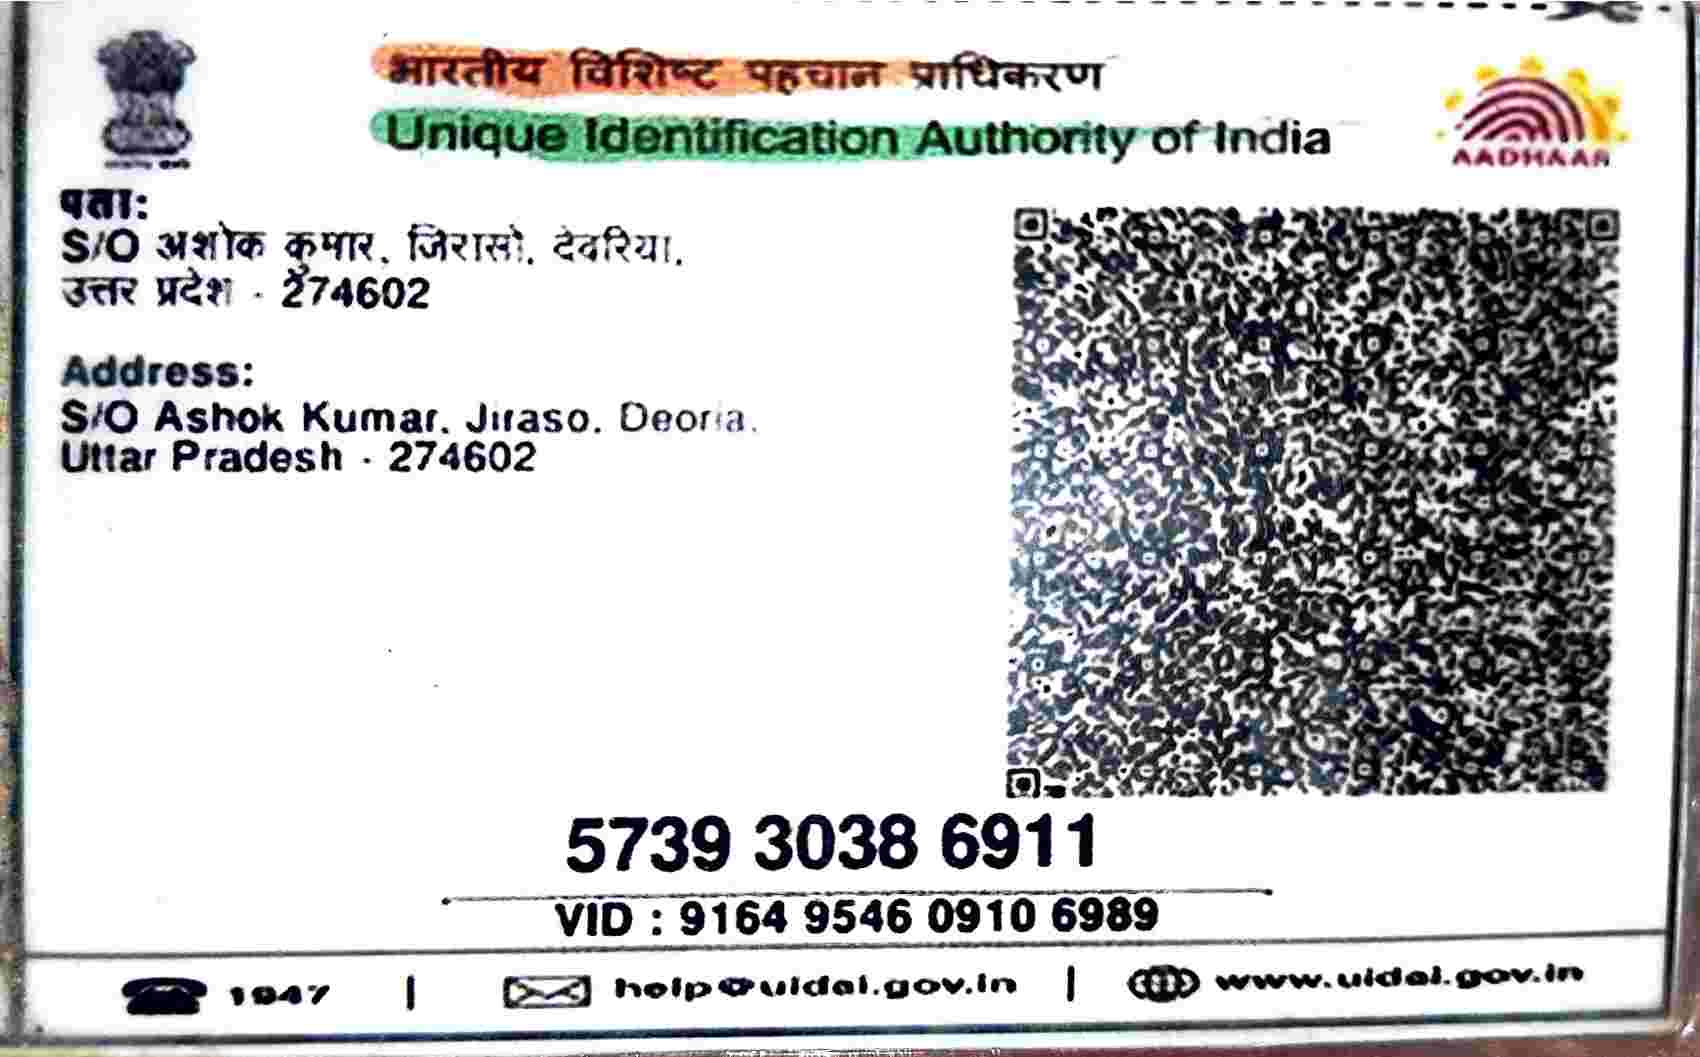 भारतीय विशिष्ट पहचान प्राधिकरण
Unique Identification Authority of India
AADHAAR
पता:
S/O अशोक कुमार, जिरासो, देवरिया,
उत्तर प्रदेश - 274602
Address:
S/O Ashok Kumar, Jiraso, Deoria,
Uttar Pradesh - 274602
5739 3038 6911
VID : 9164 9546 0910 6989
1947 | help@uidai.gov.in | www.uidai.gov.in